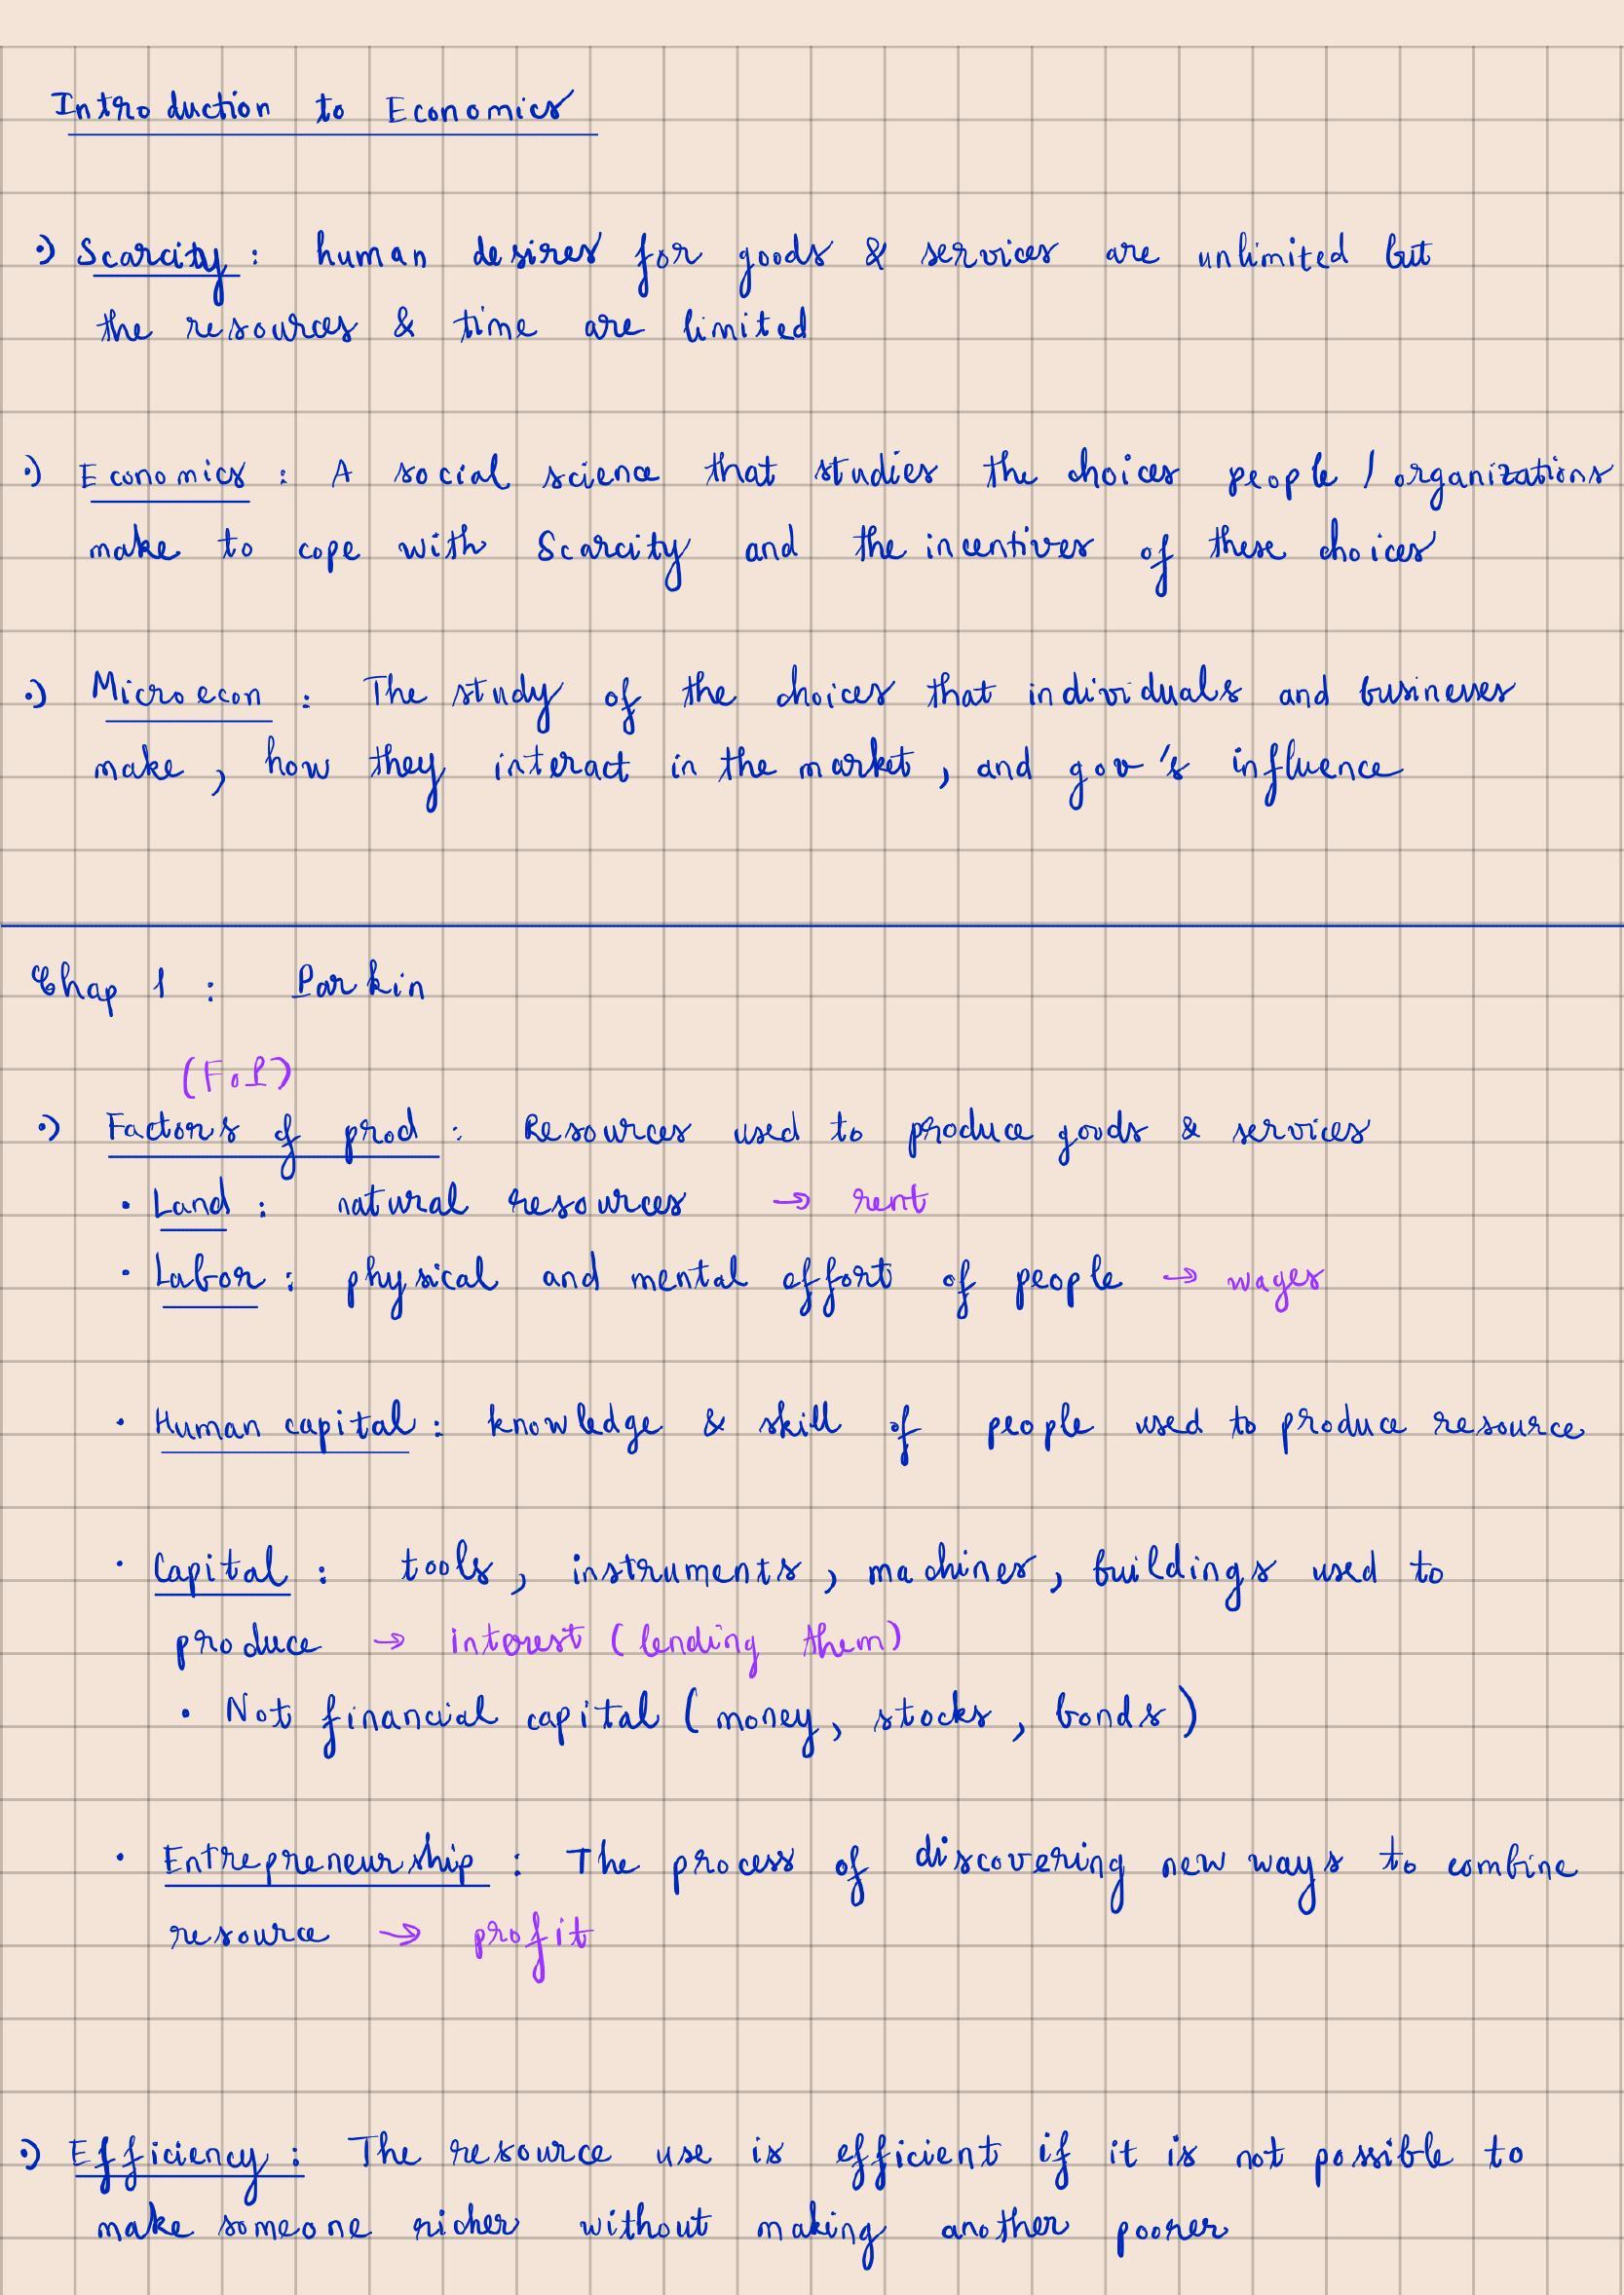 Introduction to Economics
•) Scarcity : human desires for goods & services are unlimited but
the resources & time are limited
•) Economics : A social science that studies the choices people / organizations
make to cope with Scarcity and the incentives of these choices
•) Microecon : The study of the choices that individuals and businesses
make, how they interact in the market, and gov's influence
Chap 1 : Parkin
(FoP)
•) Factors of prod : Resources used to produce goods & services
• Land : natural resources → rent
• Labor : physical and mental effort of people → wages
• Human capital : knowledge & skill of people used to produce resource
• Capital : tools, instruments, machines, buildings used to
produce → interest (lending them)
• Not financial capital (money, stocks, bonds)
• Entrepreneurship : The process of discovering new ways to combine
resource → profit
•) Efficiency : The resource use is efficient if it is not possible to
make someone richer without making another poorer